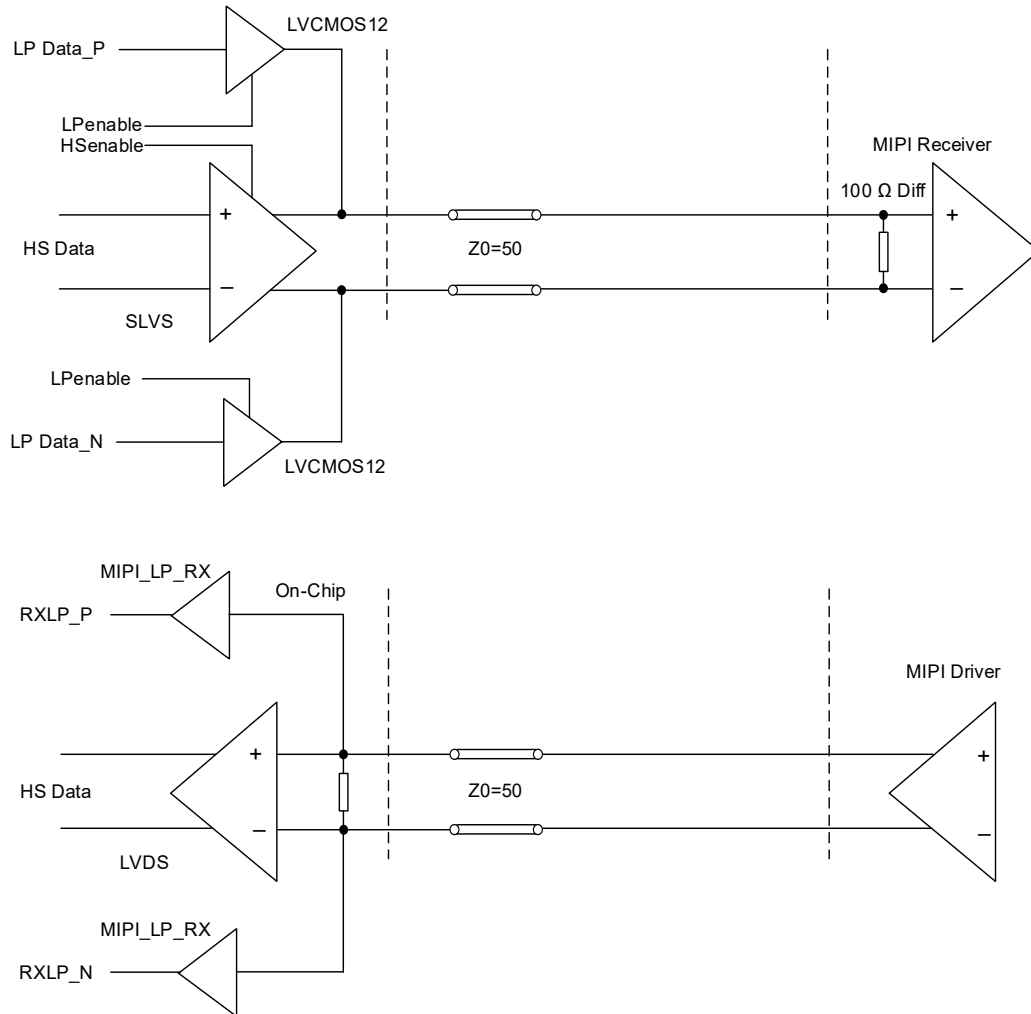 LVCMOS12
LP Data_P
LPenable
HSenable
MIPI Receiver
100 Ω Diff
+
+
HS Data
Z0=50
−
−
SLVS
LPenable
LP Data_N
LVCMOS12
MIPI_LP_RX
On-Chip
RXLP_P
MIPI Driver
+
+
HS Data
Z0=50
−
−
LVDS
MIPI_LP_RX
RXLP_N